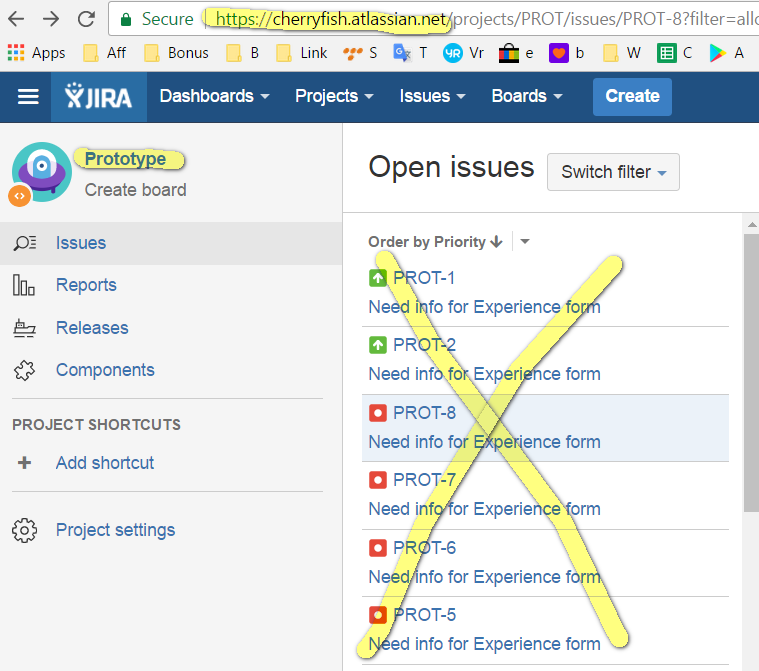 Secure https://cherryfish.atlassian.net/projects/PROT/issues/PROT-8?filter=allo
Apps Aff Bonus B Link S T Vr e b W C A
JIRA Dashboards Projects Issues Boards Create
Prototype
Create board
Issues
Reports
Releases
Components
PROJECT SHORTCUTS
+ Add shortcut
Project settings
Open issues
Switch filter
Order by Priority
PROT-1
Need info for Experience form
PROT-2
Need info for Experience form
PROT-8
Need info for Experience form
PROT-7
Need info for Experience form
PROT-6
Need info for Experience form
PROT-5
Need info for Experience form